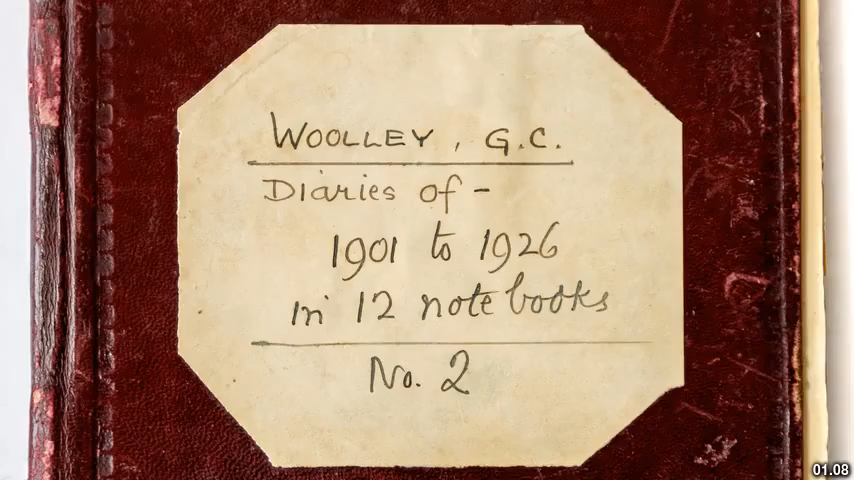 WOOLLEY, G.C.
Diaries of -
1901 to 1926
in 12 note books
No. 2
01.08